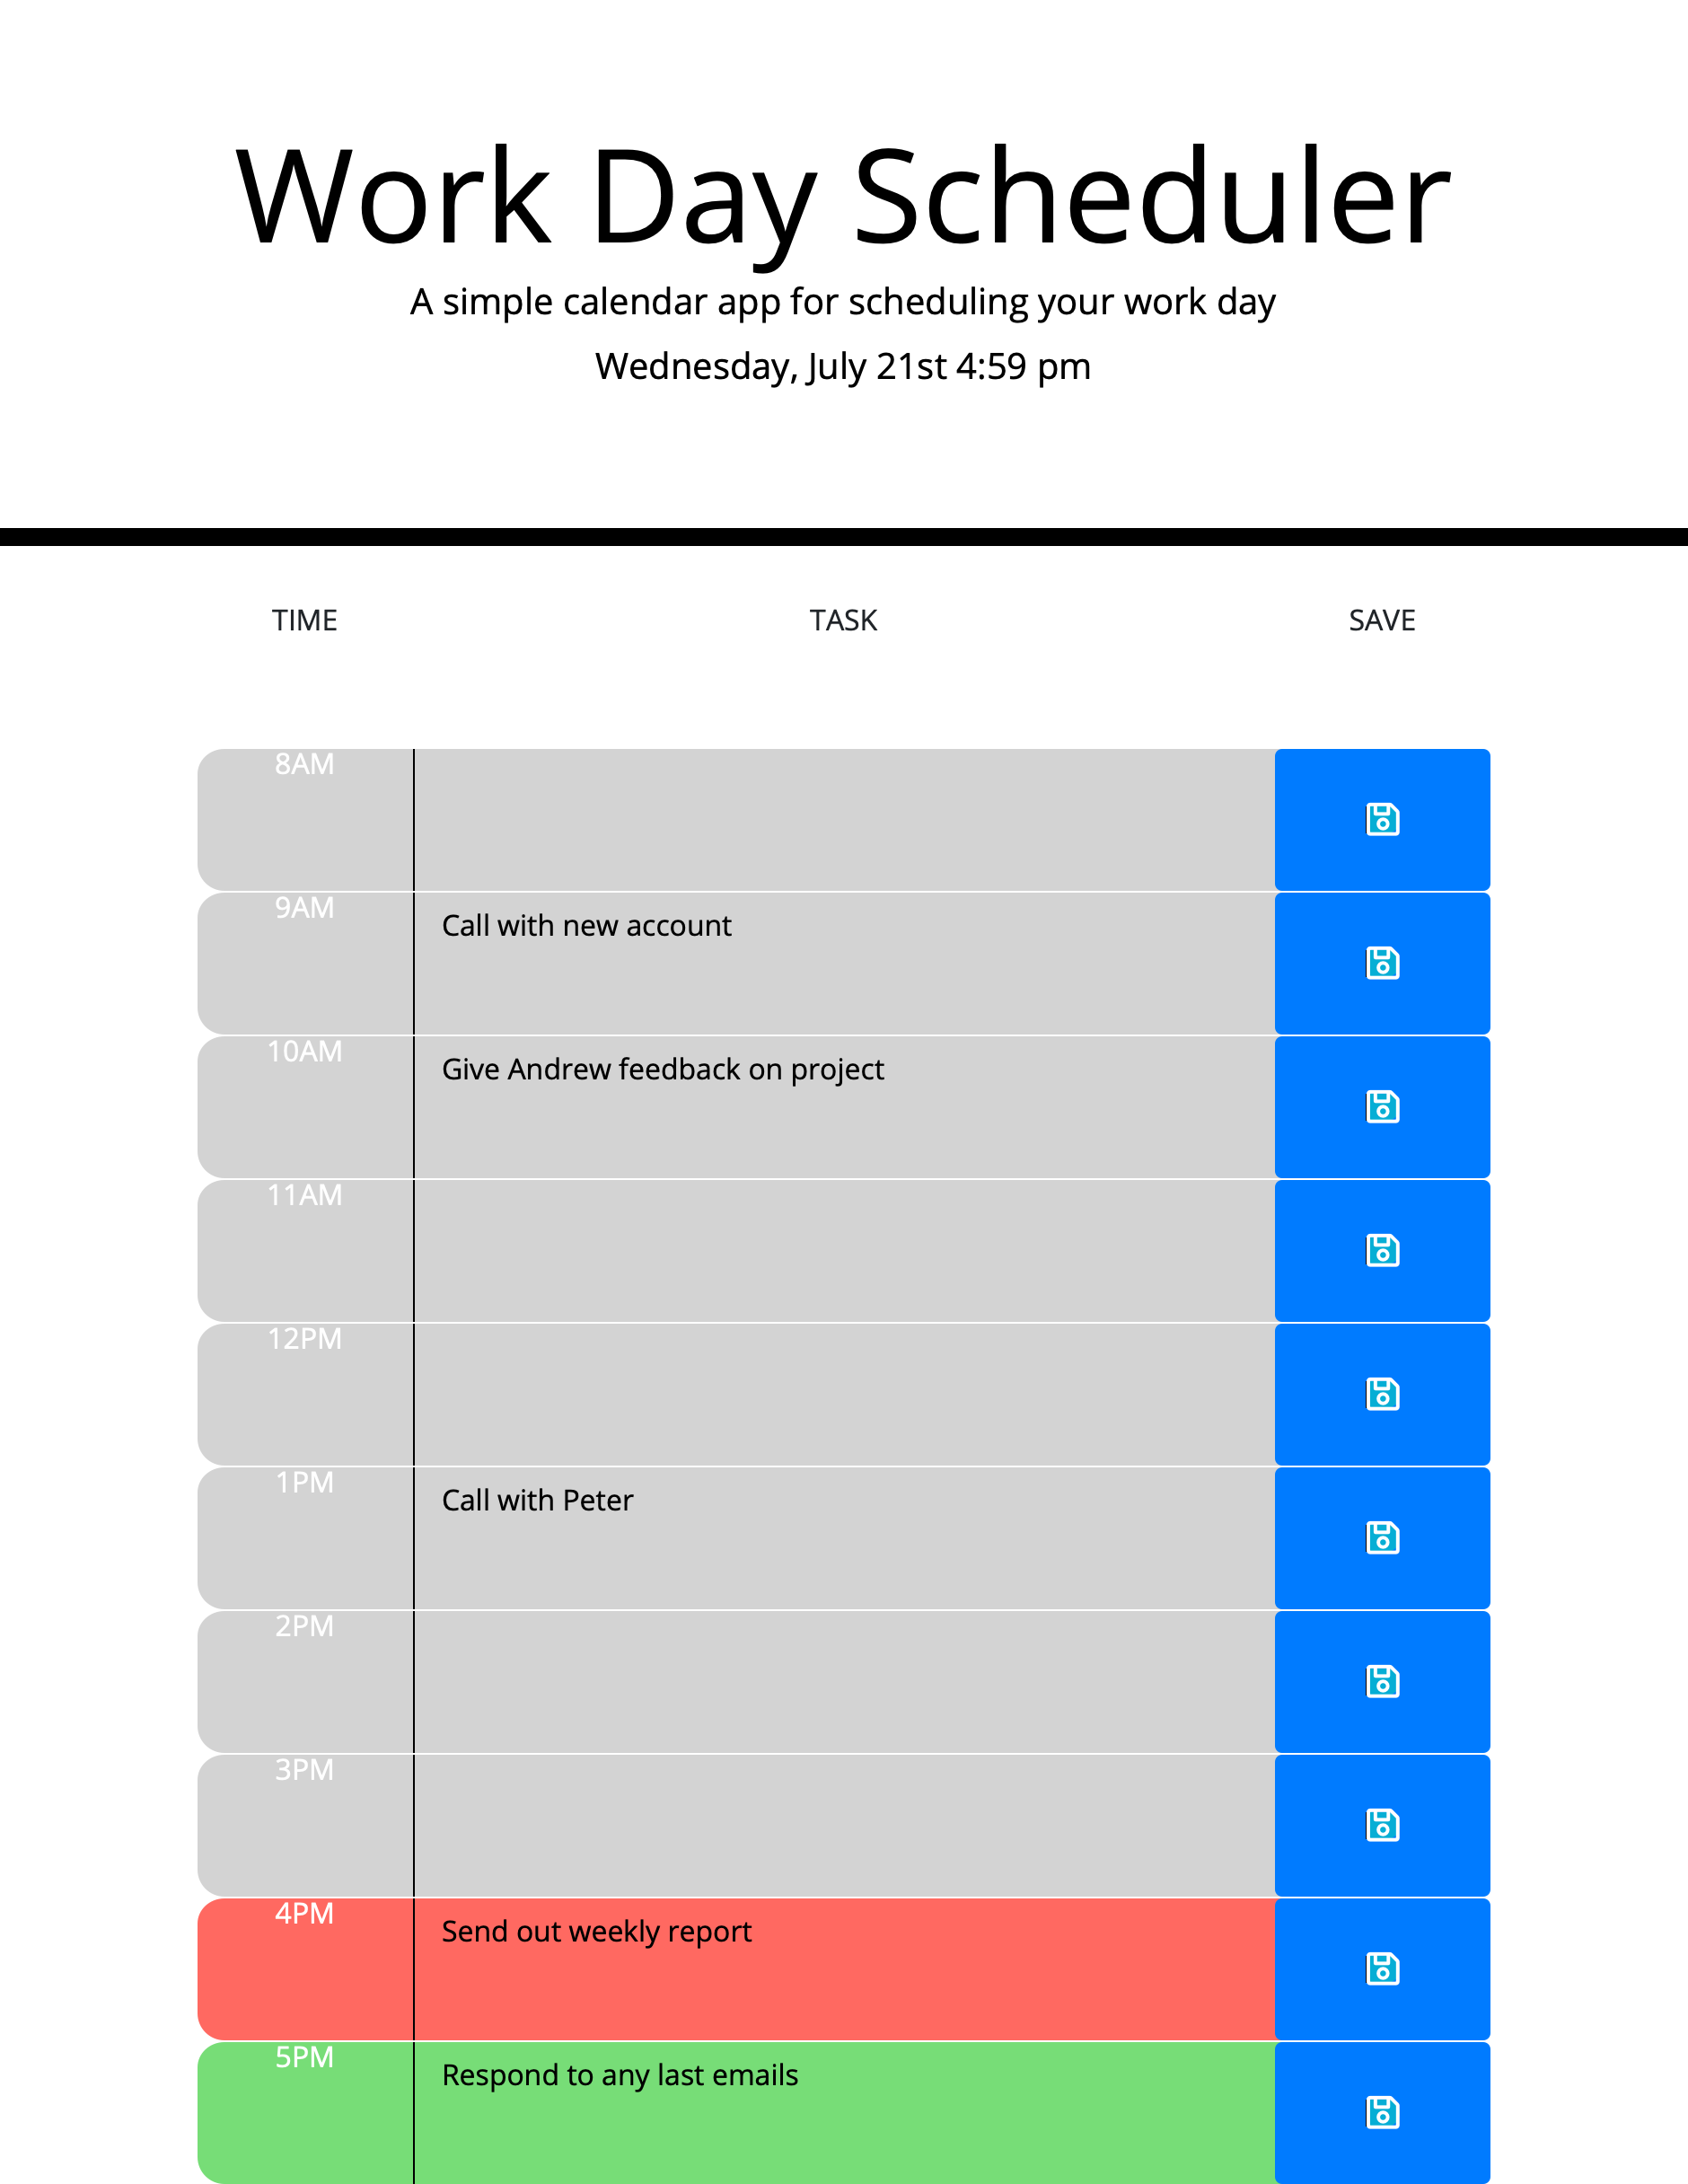 Work Day Scheduler
A simple calendar app for scheduling your work day
Wednesday, July 21st 4:59 pm
TIME TASK SAVE
8AM
9AM Call with new account
10AM Give Andrew feedback on project
11AM
12PM
1PM Call with Peter
2PM
3PM
4PM Send out weekly report
5PM Respond to any last emails